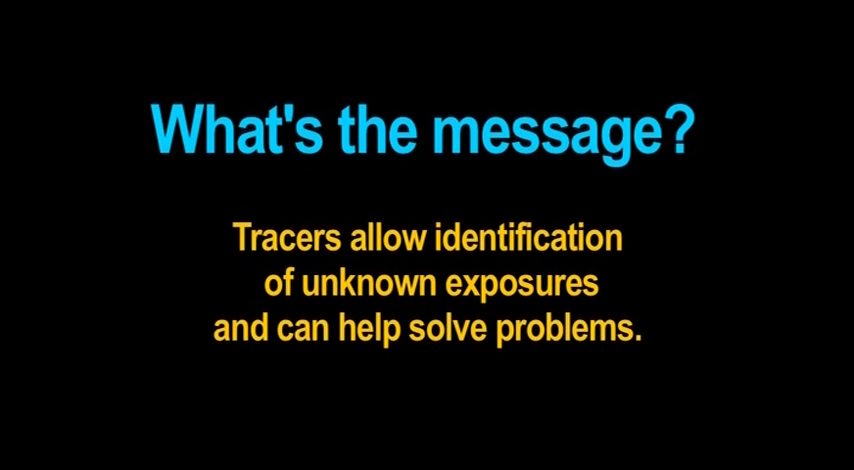 What's the message?
Tracers allow identification
of unknown exposures
and can help solve problems.